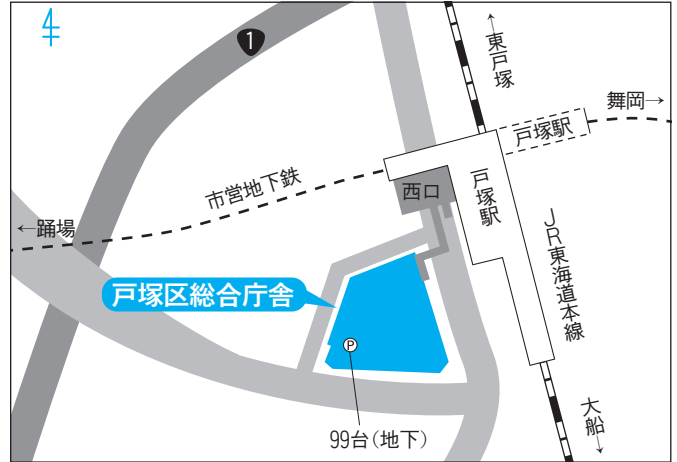 1
↑東戸塚
舞岡→
戸塚駅
市営地下鉄
西口
戸塚駅
←踊場
JR東海道本線
戸塚区総合庁舎
P
99台(地下)
大船↓